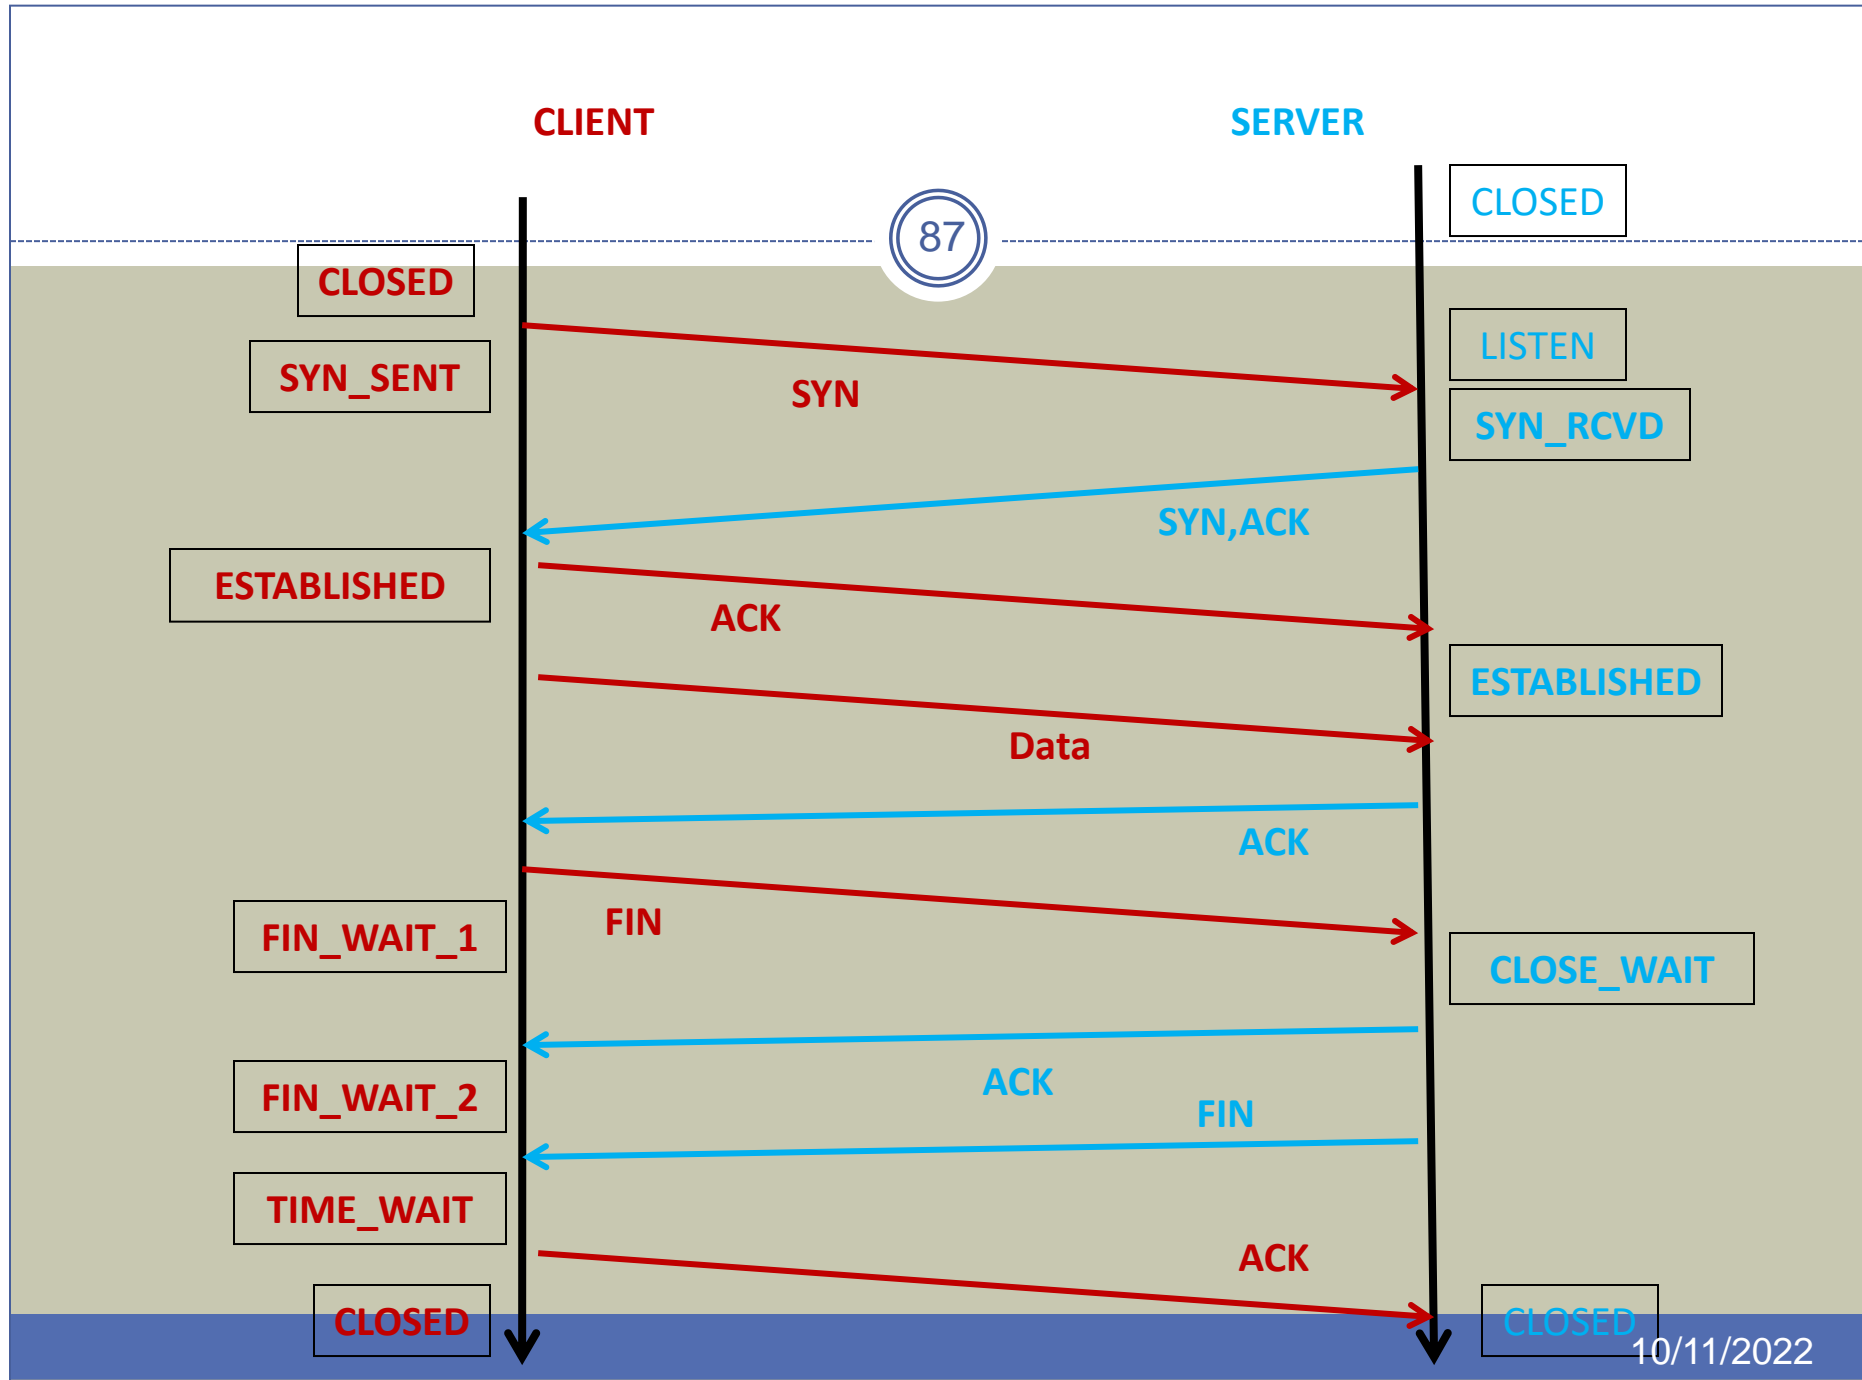 CLIENT
SERVER
CLOSED
87
CLOSED
LISTEN
SYN_SENT
SYN
SYN_RCVD
SYN,ACK
ESTABLISHED
ACK
ESTABLISHED
Data
ACK
FIN
FIN_WAIT_1
CLOSE_WAIT
ACK
FIN_WAIT_2
FIN
TIME_WAIT
ACK
CLOSED
CLOSED
10/11/2022